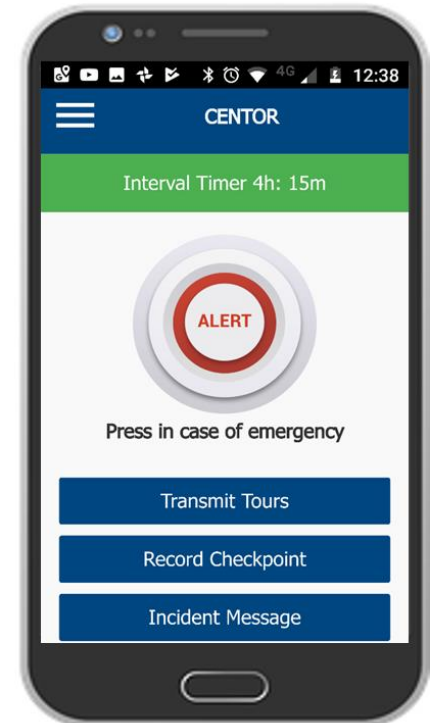 4G 12:38
CENTOR
Interval Timer 4h: 15m
ALERT
Press in case of emergency
Transmit Tours
Record Checkpoint
Incident Message